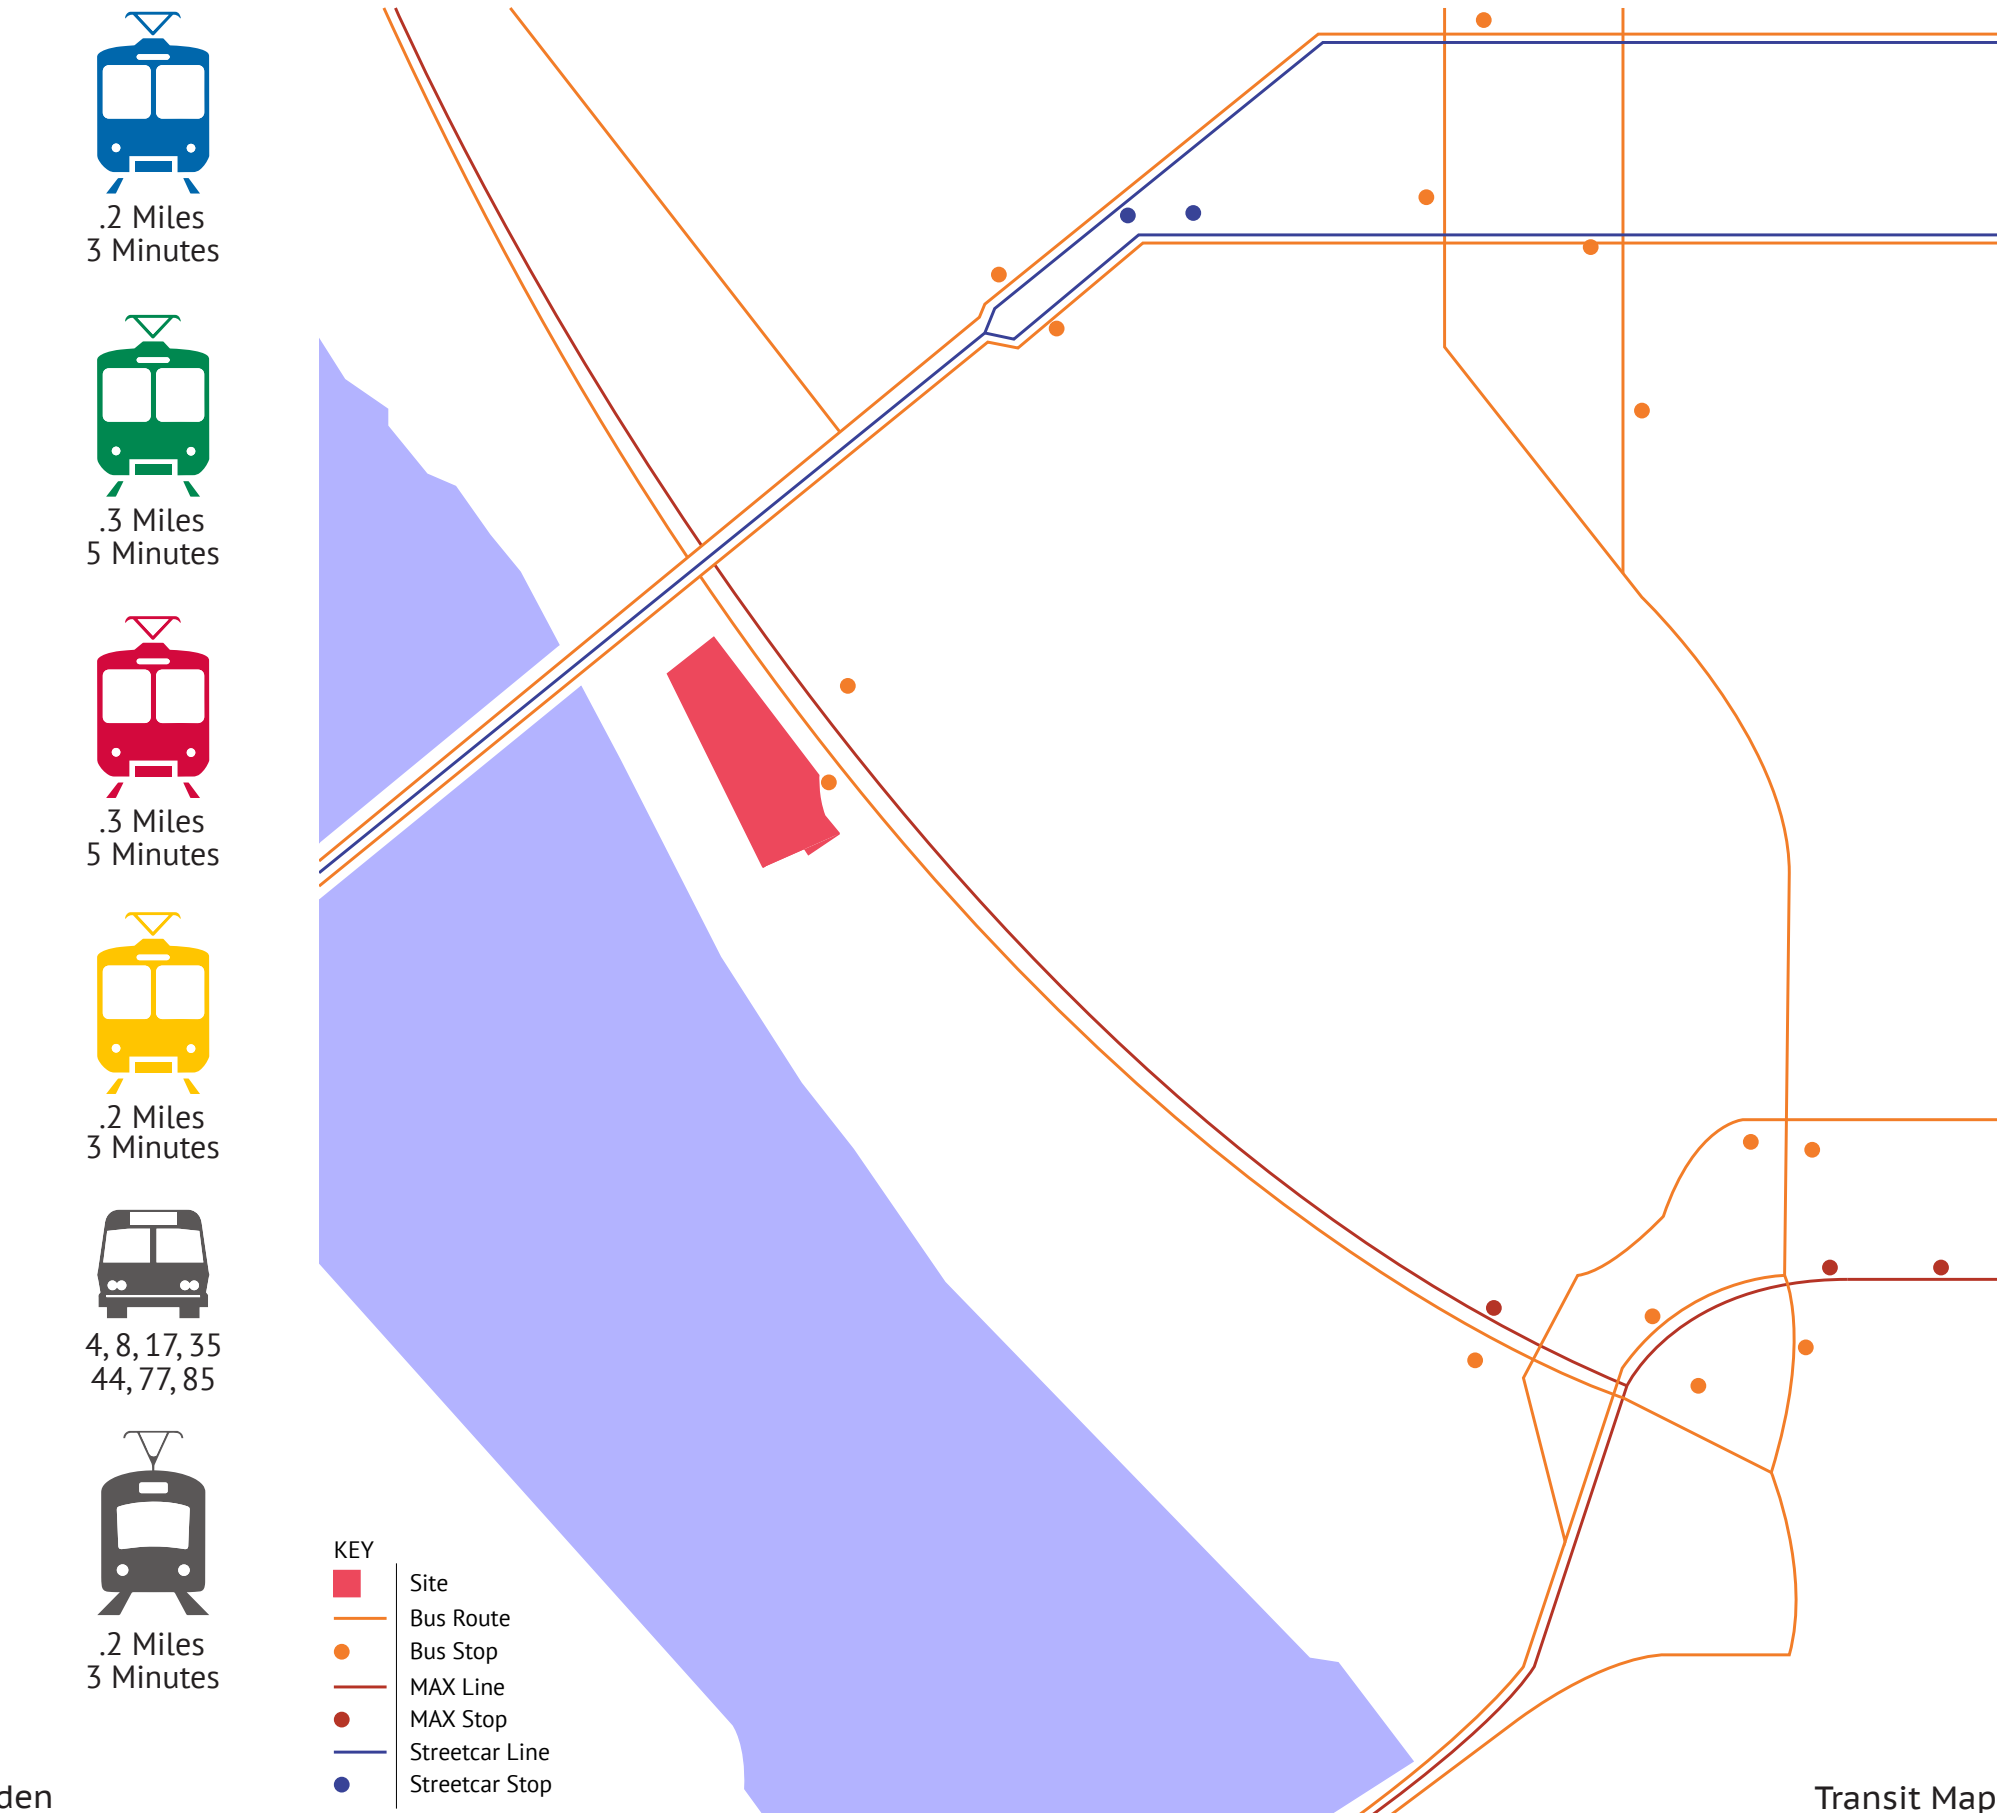 .2 Miles
3 Minutes
.3 Miles
5 Minutes
.3 Miles
5 Minutes
.2 Miles
3 Minutes
4, 8, 17, 35
44, 77, 85
.2 Miles
3 Minutes
KEY
Site
Bus Route
Bus Stop
MAX Line
MAX Stop
Streetcar Line
Streetcar Stop
den
Transit Map